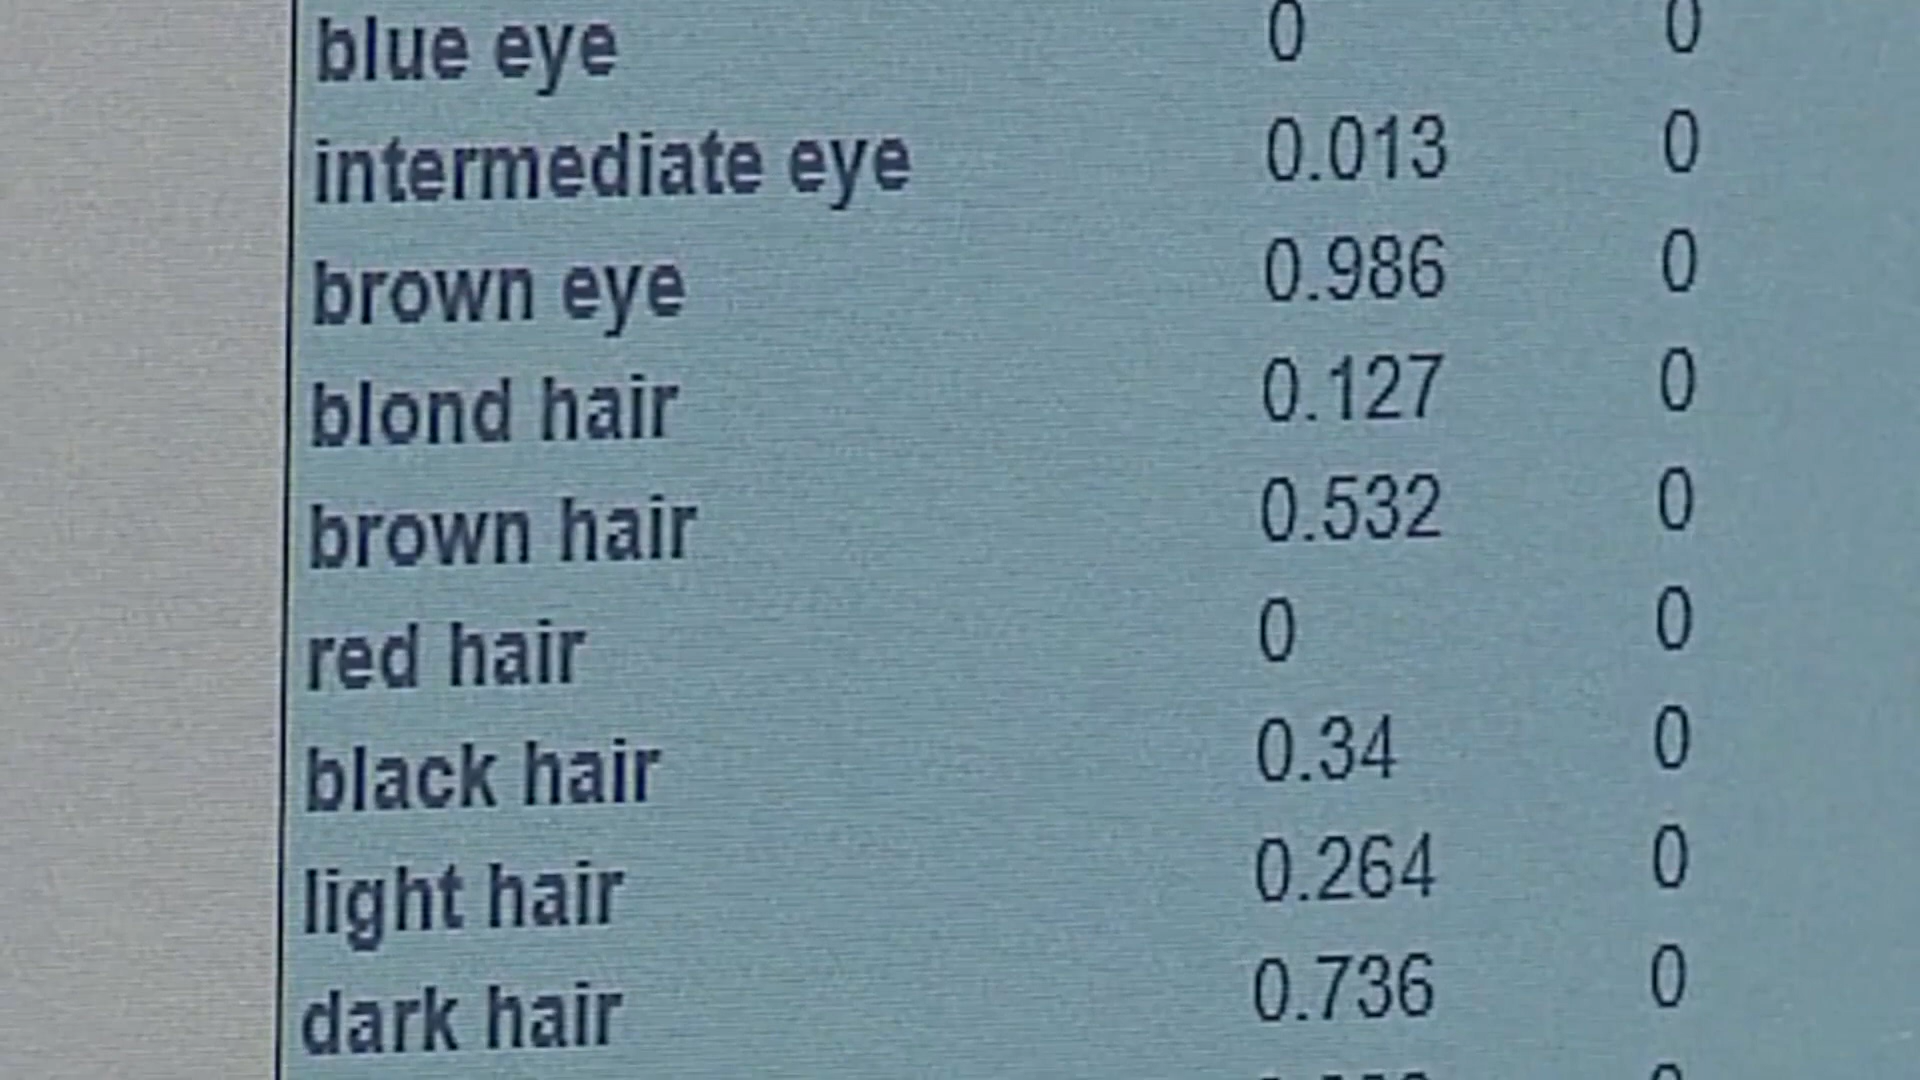 blue eye 0 0
intermediate eye 0.013 0
brown eye 0.986 0
blond hair 0.127 0
brown hair 0.532 0
red hair 0 0
black hair 0.34 0
light hair 0.264 0
dark hair 0.736 0